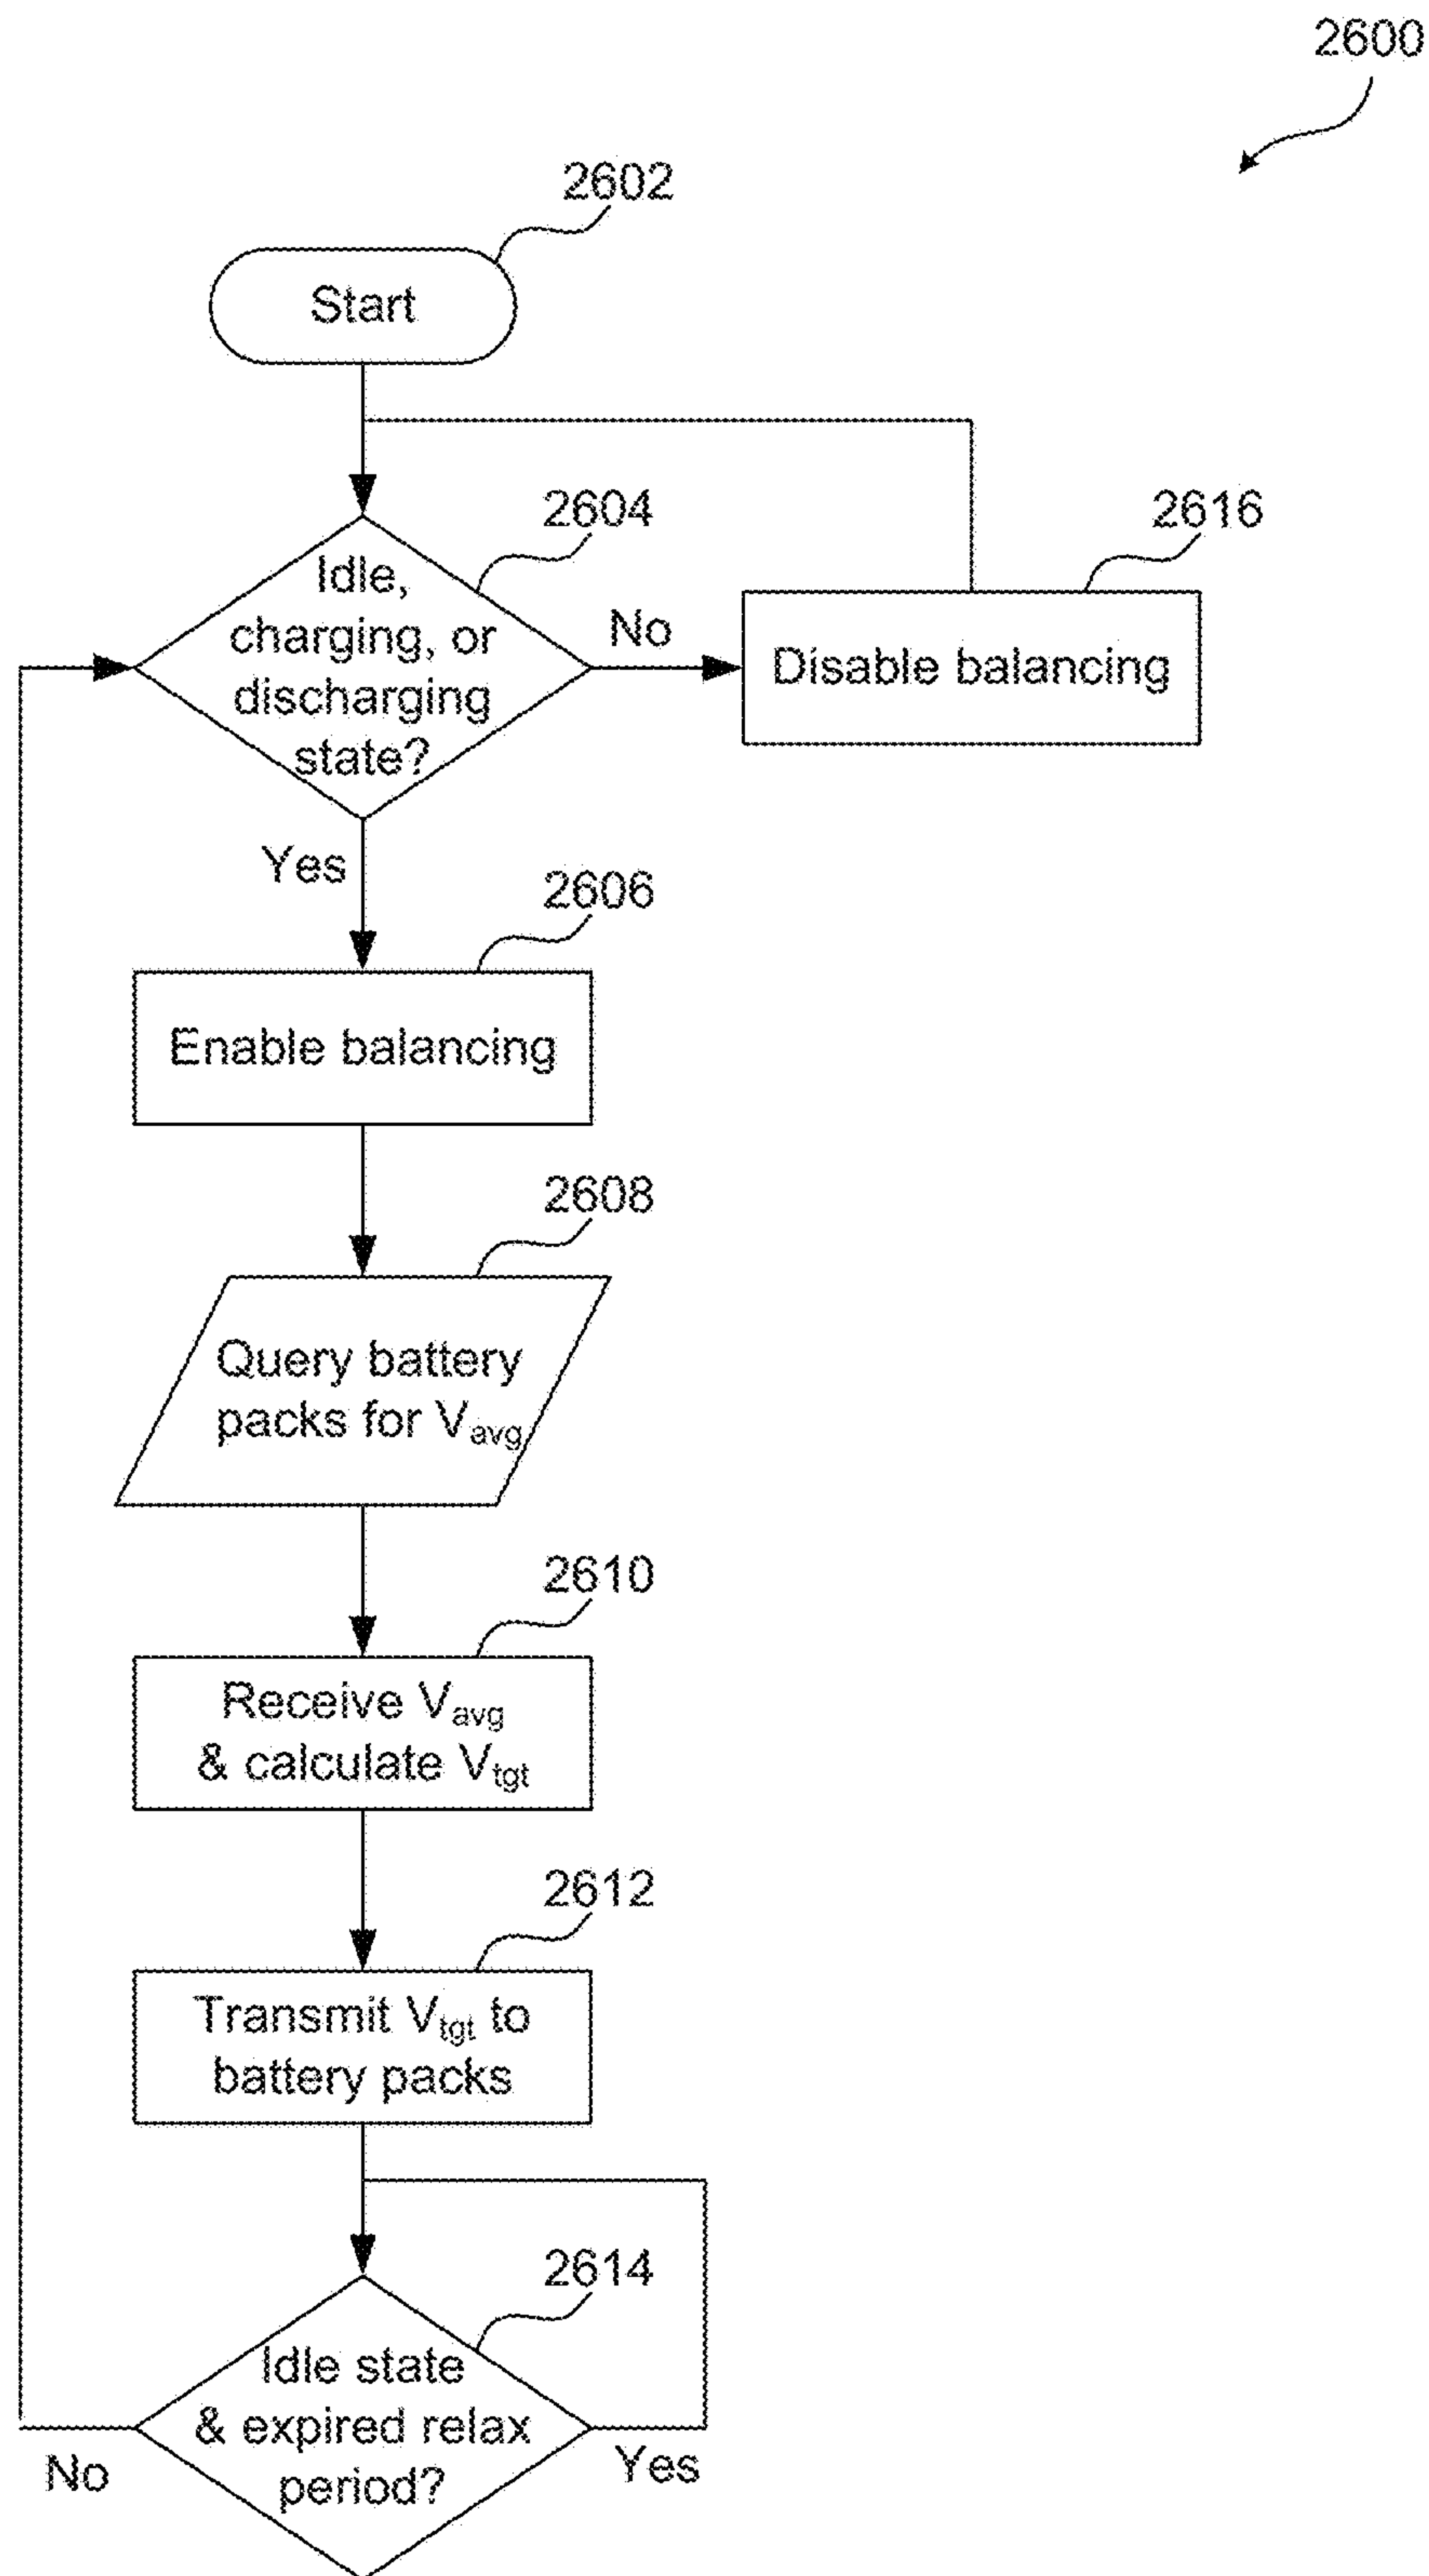 2600
2602
Start
2604
2616
Idle,
charging, or
discharging
state?
No
Disable balancing
Yes
2606
Enable balancing
2608
Query battery
packs for Vavg
2610
Receive Vavg
& calculate Vtgt
2612
Transmit Vtgt to
battery packs
2614
Idle state
& expired relax
period?
No
Yes